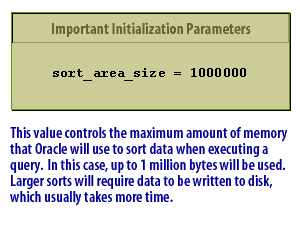 Important Initialization Parameters
sort_area_size = 1000000
This value controls the maximum amount of memory
that Oracle will use to sort data when executing a
query. In this case, up to 1 million bytes will be used.
Larger sorts will require data to be written to disk,
which usually takes more time.